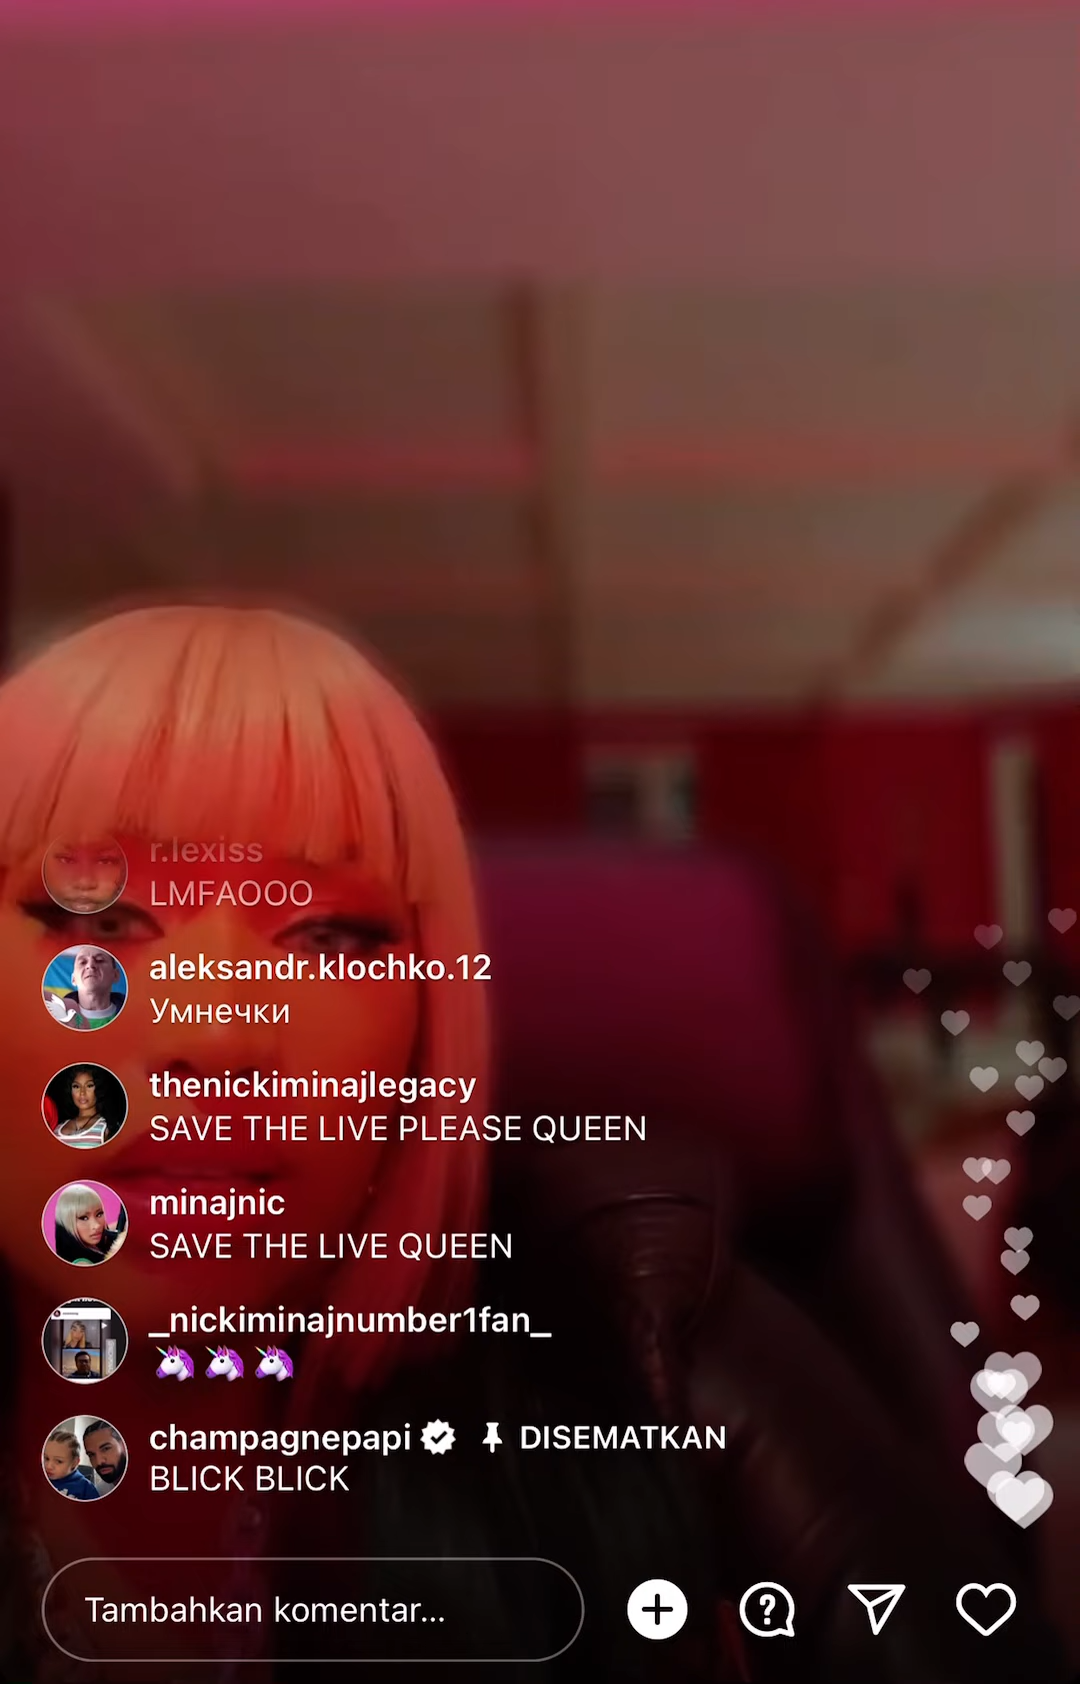 r.lexiss
LMFAOOO
aleksandr.klochko.12
Умнечки
thenickiminajlegacy
SAVE THE LIVE PLEASE QUEEN
minajnic
SAVE THE LIVE QUEEN
_nickiminajnumber1fan_
🦄🦄🦄
champagnepapi DISEMATKAN
BLICK BLICK
Tambahkan komentar...